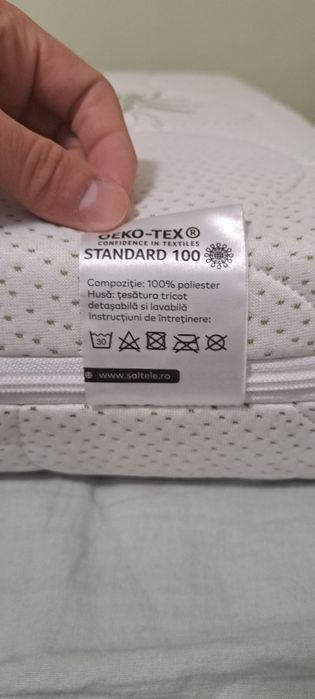 OEKO-TEX®
CONFIDENCE IN TEXTILES
STANDARD 100
Compoziție: 100% poliester
Husă: țesătura tricot
detașabilă si lavabilă
Instrucțiuni de întreținere:
30
www.saltele.ro